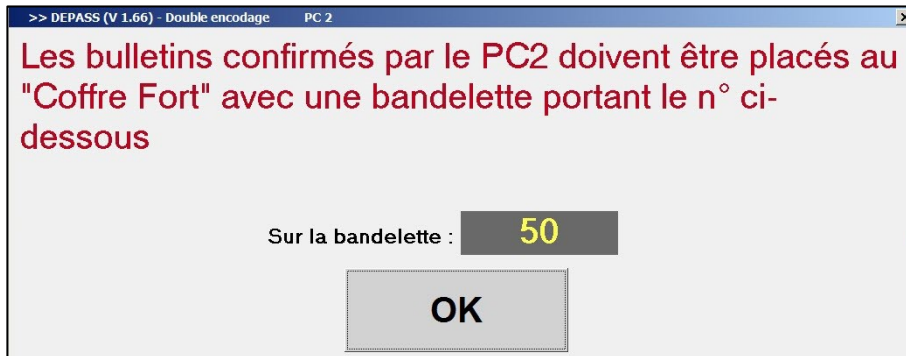 >> DEPASS (V 1.66) - Double encodage PC 2
Les bulletins confirmés par le PC2 doivent être placés au
"Coffre Fort" avec une bandelette portant le n° ci-
dessous
Sur la bandelette : 50
OK